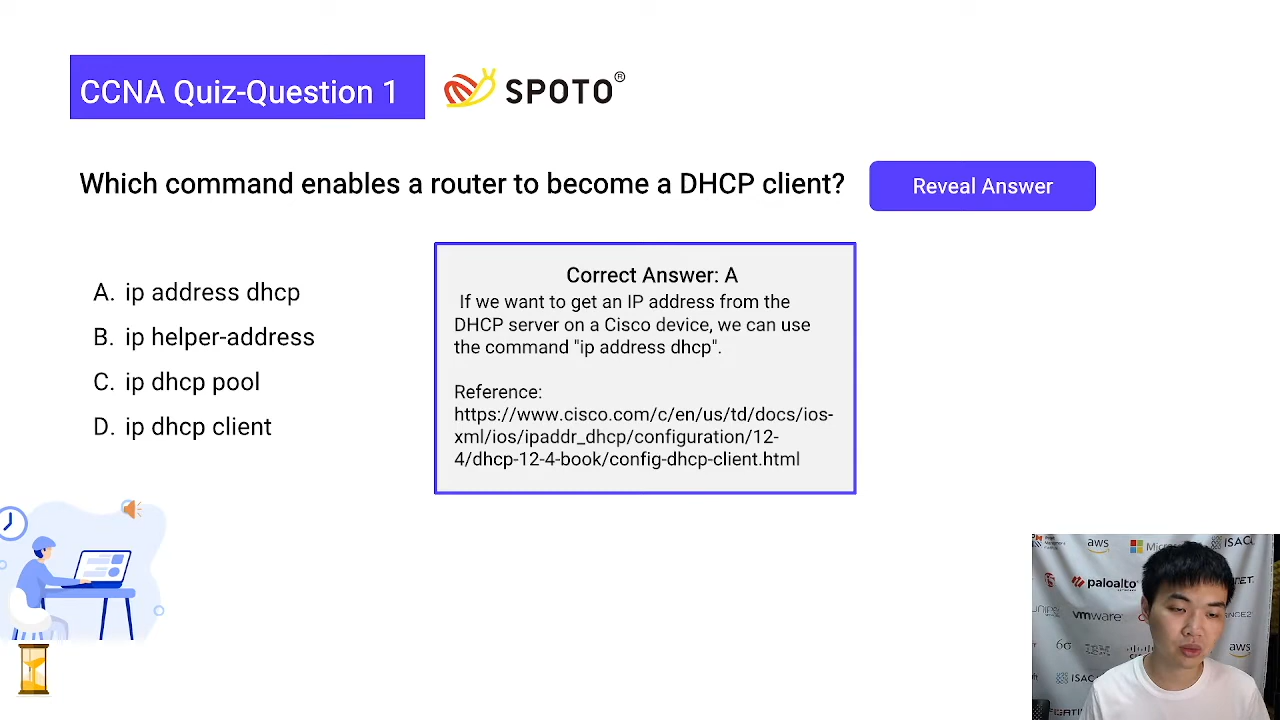 CCNA Quiz-Question 1
SPOTO®
Which command enables a router to become a DHCP client?
Reveal Answer
A. ip address dhcp
B. ip helper-address
C. ip dhcp pool
D. ip dhcp client
Correct Answer: A
If we want to get an IP address from the
DHCP server on a Cisco device, we can use
the command "ip address dhcp".
Reference:
https://www.cisco.com/c/en/us/td/docs/ios-
xml/ios/ipaddr_dhcp/configuration/12-
4/dhcp-12-4-book/config-dhcp-client.html
aws
paloalto
vmware
6σ
IBM
aws